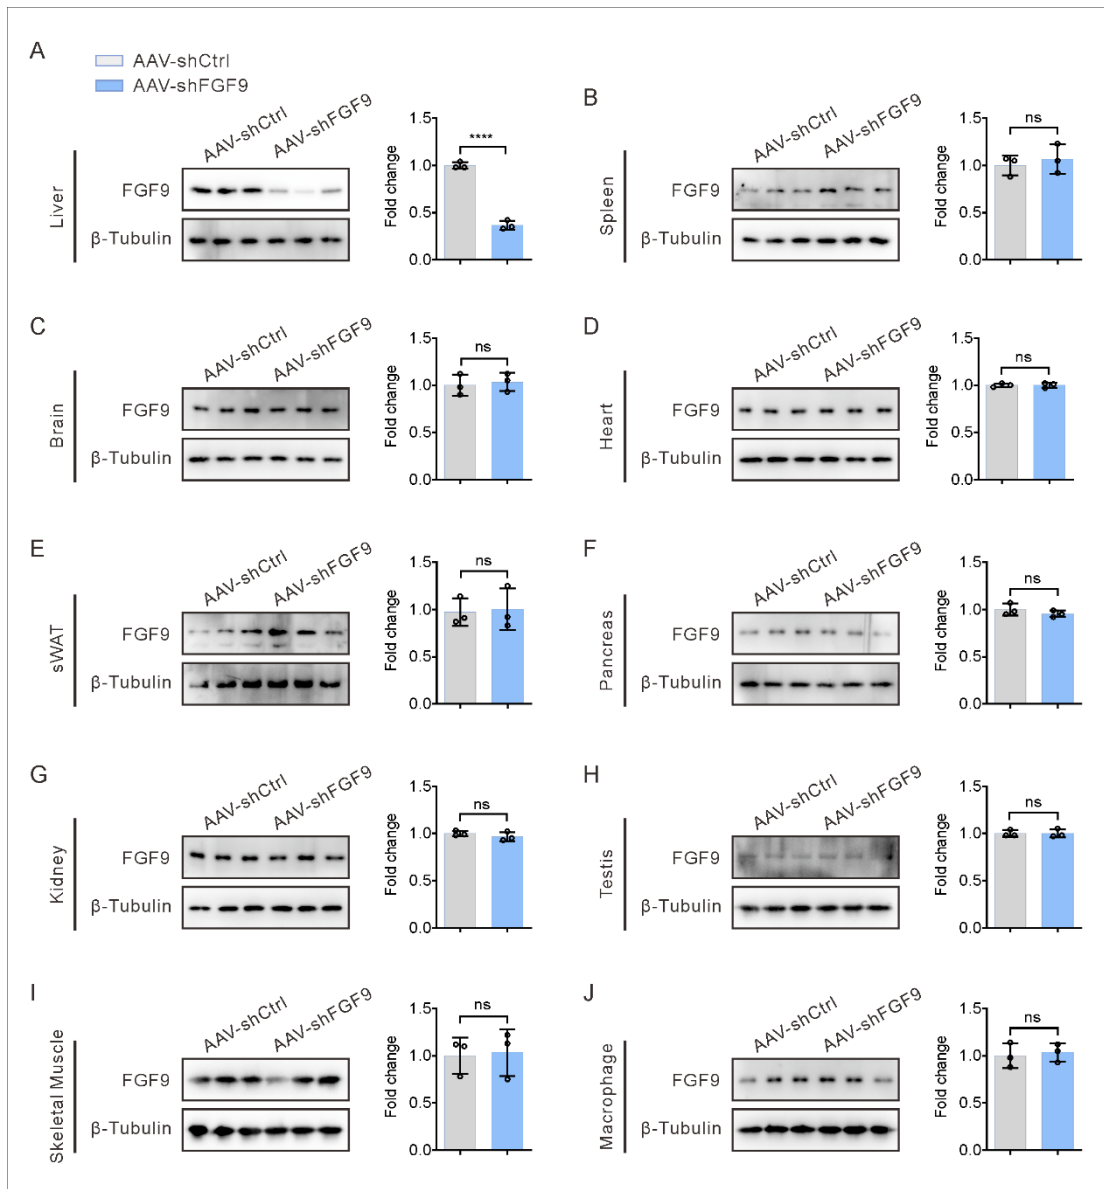 A
AAV-shCtrl
AAV-shFGF9
AAV-shCtrl
AAV-shFGF9
Liver
FGF9
β-Tubulin
Fold change
1.5
1.0
0.5
0.0
****
B
AAV-shCtrl
AAV-shFGF9
Spleen
FGF9
β-Tubulin
Fold change
1.5
1.0
0.5
0.0
ns
C
AAV-shCtrl
AAV-shFGF9
Brain
FGF9
β-Tubulin
Fold change
1.5
1.0
0.5
0.0
ns
D
AAV-shCtrl
AAV-shFGF9
Heart
FGF9
β-Tubulin
Fold change
1.5
1.0
0.5
0.0
ns
E
AAV-shCtrl
AAV-shFGF9
sWAT
FGF9
β-Tubulin
Fold change
1.5
1.0
0.5
0.0
ns
F
AAV-shCtrl
AAV-shFGF9
Pancreas
FGF9
β-Tubulin
Fold change
1.5
1.0
0.5
0.0
ns
G
AAV-shCtrl
AAV-shFGF9
Kidney
FGF9
β-Tubulin
Fold change
1.5
1.0
0.5
0.0
ns
H
AAV-shCtrl
AAV-shFGF9
Testis
FGF9
β-Tubulin
Fold change
1.5
1.0
0.5
0.0
ns
I
AAV-shCtrl
AAV-shFGF9
Skeletal Muscle
FGF9
β-Tubulin
Fold change
1.5
1.0
0.5
0.0
ns
J
AAV-shCtrl
AAV-shFGF9
Macrophage
FGF9
β-Tubulin
Fold change
1.5
1.0
0.5
0.0
ns